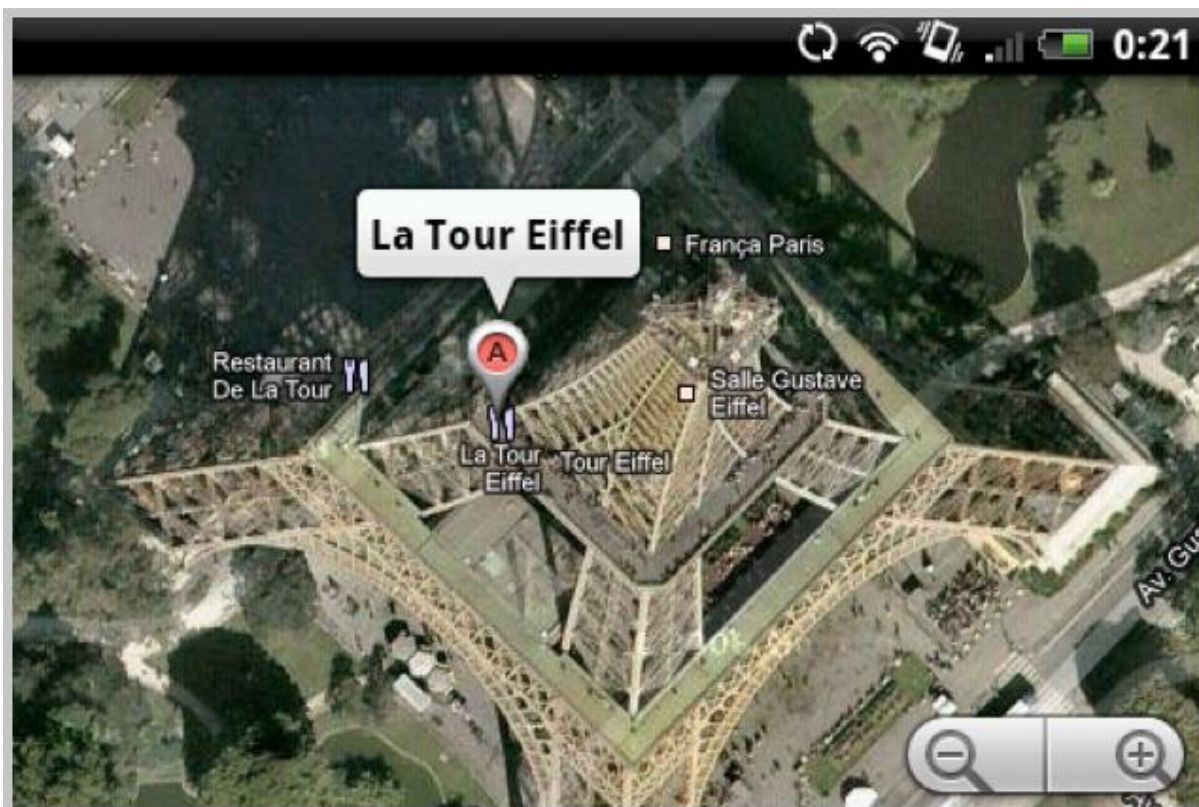 0:21
La Tour Eiffel
França Paris
A
Restaurant
De La Tour
Salle Gustave
Eiffel
La Tour
Eiffel
Tour Eiffel
Av.